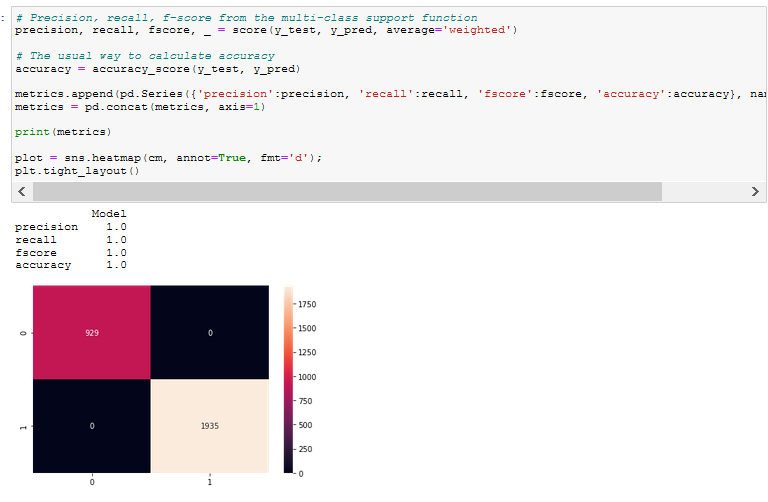 :
# Precision, recall, f-score from the multi-class support function
precision, recall, fscore, _ = score(y_test, y_pred, average='weighted')
# The usual way to calculate accuracy
accuracy = accuracy_score(y_test, y_pred)
metrics.append(pd.Series({'precision':precision, 'recall':recall, 'fscore':fscore, 'accuracy':accuracy}, na
metrics = pd.concat(metrics, axis=1)
print(metrics)
plot = sns.heatmap(cm, annot=True, fmt='d');
plt.tight_layout()
Model
precision 1.0
recall 1.0
fscore 1.0
accuracy 1.0
0 929 0
1 0 1935
0 1
1750
1500
1250
1000
750
500
250
0